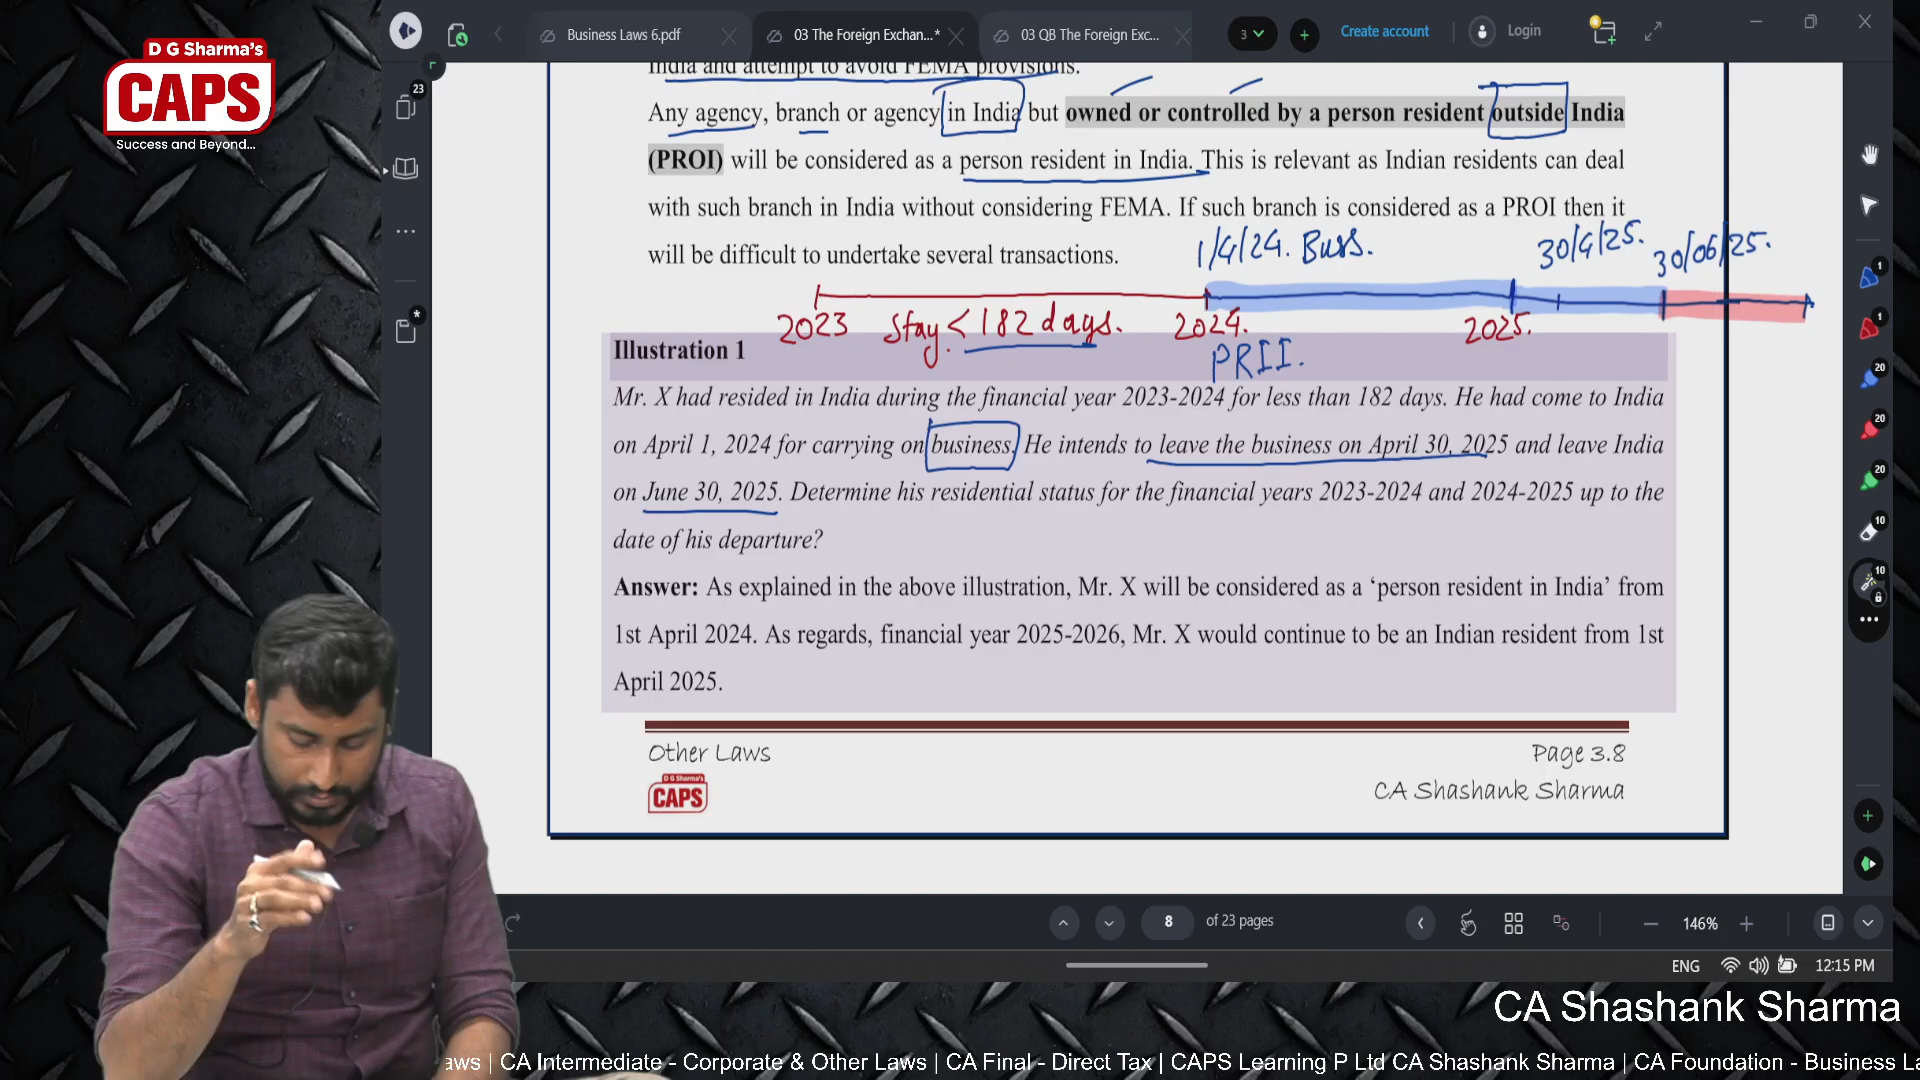 D G Sharma's
CAPS
Success and Beyond...
Business Laws 6.pdf
03 The Foreign Exchan...*
03 QB The Foreign Exc...
3
Create account
Login
23
India and attempt to avoid FEMA provisions.
Any agency, branch or agency in India but owned or controlled by a person resident outside India
(PROI) will be considered as a person resident in India. This is relevant as Indian residents can deal
with such branch in India without considering FEMA. If such branch is considered as a PROI then it
will be difficult to undertake several transactions.
1/4/24. Buss.
30/4/25.
30/06/25.
2023 Stay < 182 days. 2024. 2025.
PRII.
Illustration 1
Mr. X had resided in India during the financial year 2023-2024 for less than 182 days. He had come to India
on April 1, 2024 for carrying on business. He intends to leave the business on April 30, 2025 and leave India
on June 30, 2025. Determine his residential status for the financial years 2023-2024 and 2024-2025 up to the
date of his departure?
Answer: As explained in the above illustration, Mr. X will be considered as a ‘person resident in India’ from
1st April 2024. As regards, financial year 2025-2026, Mr. X would continue to be an Indian resident from 1st
April 2025.
Other Laws
Page 3.8
D G Sharma's
CAPS
CA Shashank Sharma
1
1
20
20
20
10
10
8 of 23 pages
146%
ENG
12:15 PM
CA Shashank Sharma
aws | CA Intermediate - Corporate & Other Laws | CA Final - Direct Tax | CAPS Learning P Ltd CA Shashank Sharma | CA Foundation - Business La